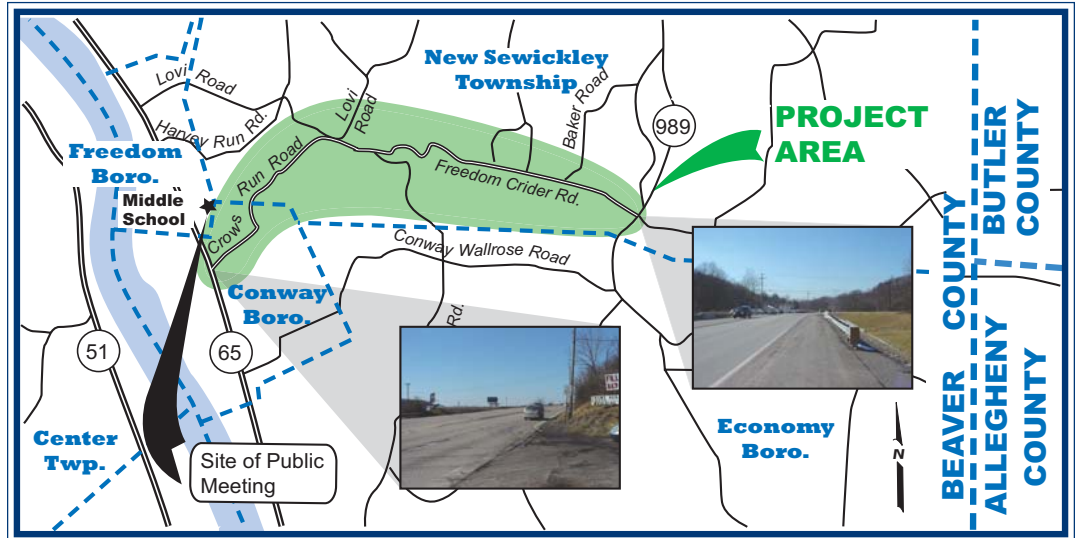 New Sewickley
Township
Lovi Road
Harvey Run Rd.
Lovi
Road
Baker Road
989
PROJECT
AREA
Freedom
Boro.
Middle
School
Crows Run Road
Freedom Crider Rd.
Conway Wallrose Road
Conway
Boro.
Rd.
51
65
Center
Twp.
Site of Public
Meeting
Economy
Boro.
N
BEAVER COUNTY
BUTLER
COUNTY
ALLEGHENY
COUNTY